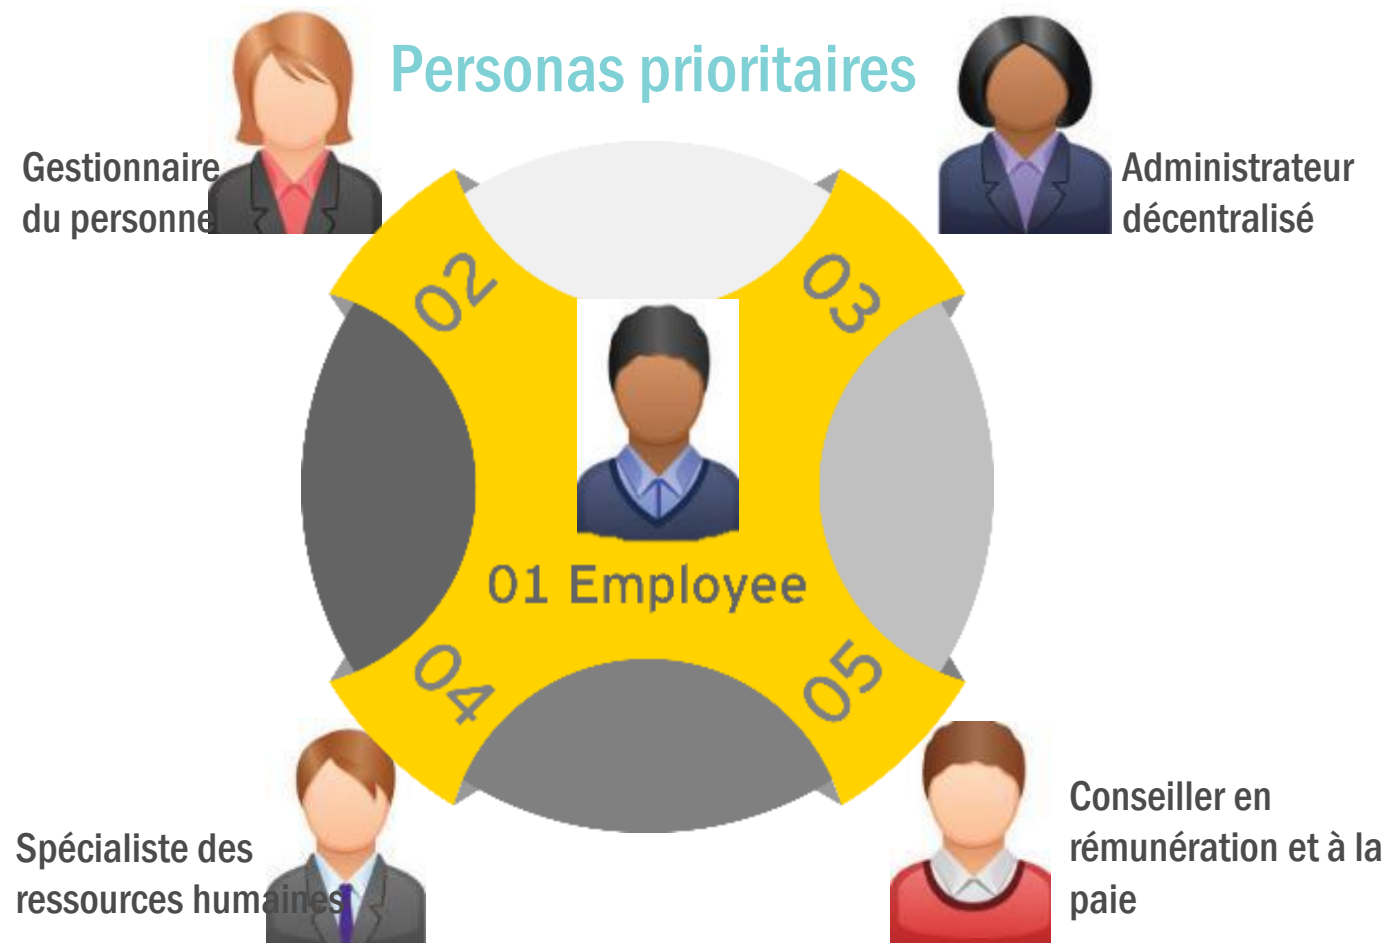 Personas prioritaires
Gestionnaire
du personne
Administrateur
décentralisé
02
03
01 Employee
04
05
Spécialiste des
ressources humaines
Conseiller en
rémunération et à la
paie